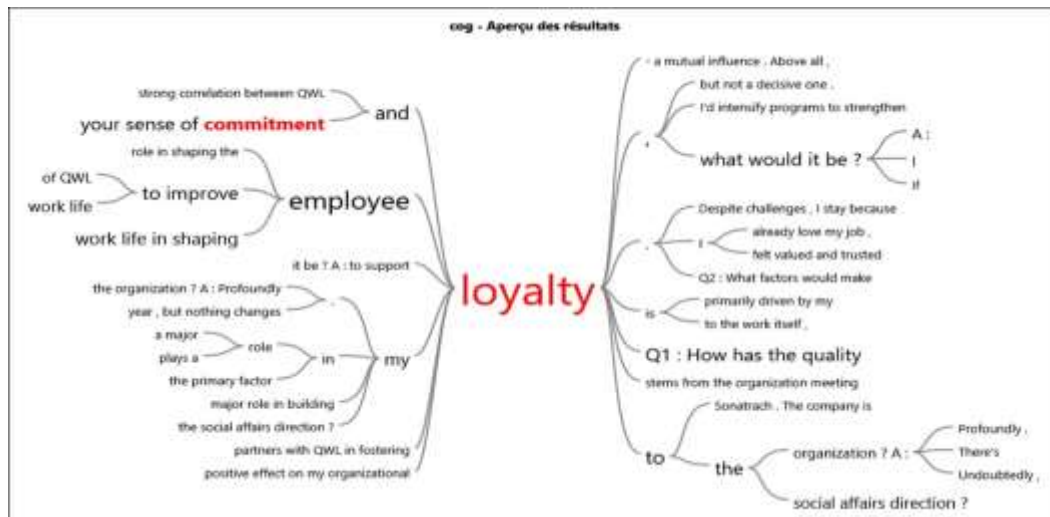 cog - Aperçu des résultats
strong correlation between QWL
your sense of commitment
and
role in shaping the
of QWL
work life
to improve
work life in shaping
employee
it be ? A : to support
the organization ? A : Profoundly
year , but nothing changes
.
a major
plays a
role
the primary factor
in
major role in building
the social affairs direction ?
my
partners with QWL in fostering
positive effect on my organizational
loyalty
- a mutual influence . Above all ,
,
but not a decisive one .
I'd intensify programs to strengthen
what would it be ?
A :
I
If
.
Despite challenges , I stay because
I
already love my job ,
felt valued and trusted
Q2 : What factors would make
is
primarily driven by my
to the work itself ,
Q1 : How has the quality
stems from the organization meeting
to
Sonatrach . The company is
the
organization ? A :
Profoundly ,
There's
Undoubtedly ,
social affairs direction ?